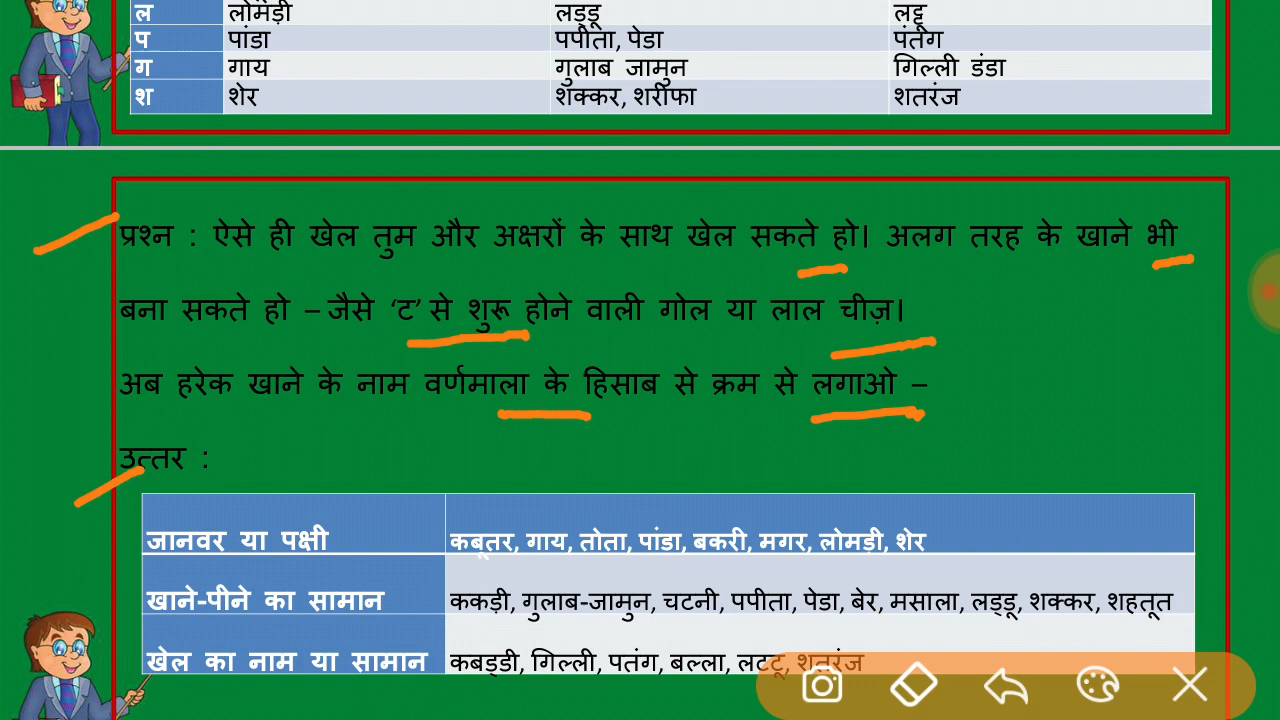 ल लोमड़ी लड्डू लट्टू
प पांडा पपीता, पेडा पंतग
ग गाय गुलाब जामुन गिल्ली डंडा
श शेर शक्कर, शरीफा शतरंज
प्रश्न : ऐसे ही खेल तुम और अक्षरों के साथ खेल सकते हो। अलग तरह के खाने भी
बना सकते हो – जैसे ‘ट’ से शुरू होने वाली गोल या लाल चीज़।
अब हरेक खाने के नाम वर्णमाला के हिसाब से क्रम से लगाओ –
उत्तर :
जानवर या पक्षी कबूतर, गाय, तोता, पांडा, बकरी, मगर, लोमड़ी, शेर
खाने-पीने का सामान ककड़ी, गुलाब-जामुन, चटनी, पपीता, पेडा, बेर, मसाला, लड्डू, शक्कर, शहतूत
खेल का नाम या सामान कबड्डी, गिल्ली, पतंग, बल्ला, लटटू, शतरंज